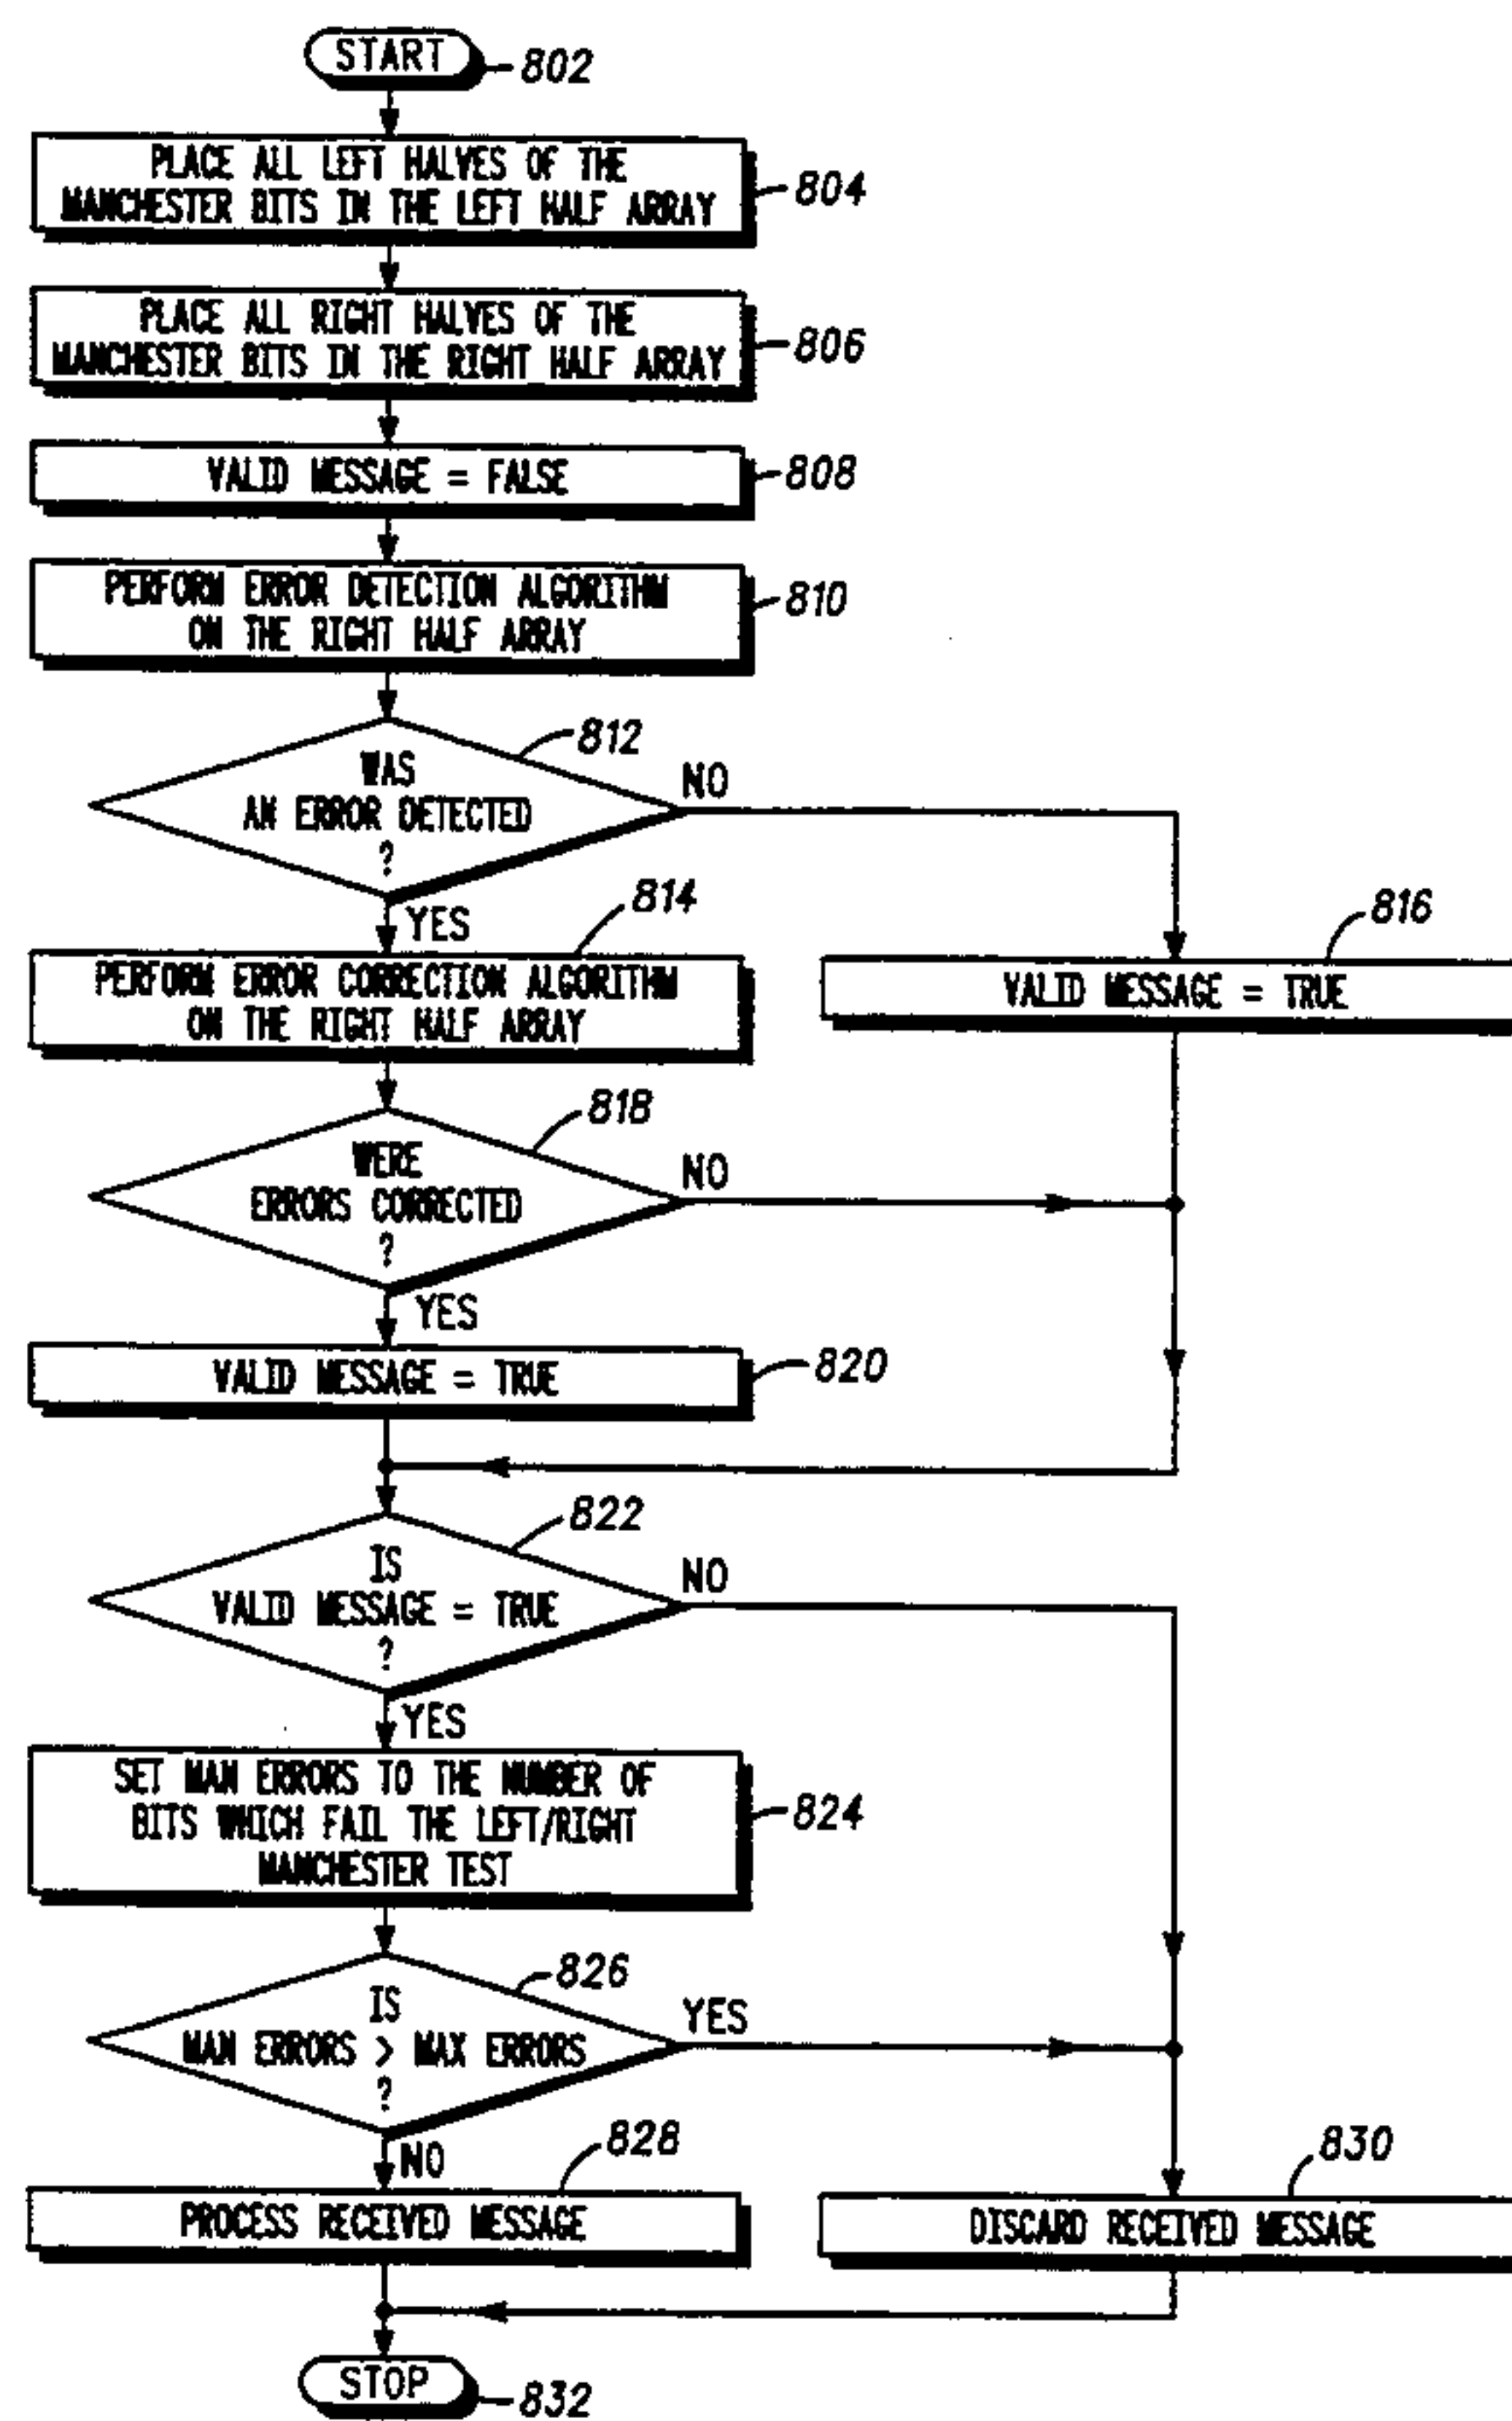 START
802
PLACE ALL LEFT HALVES OF THE
MANCHESTER BITS IN THE LEFT HALF ARRAY
804
PLACE ALL RIGHT HALVES OF THE
MANCHESTER BITS IN THE RIGHT HALF ARRAY
806
VALID MESSAGE = FALSE
808
PERFORM ERROR DETECTION ALGORITHM
ON THE RIGHT HALF ARRAY
810
812
WAS
AN ERROR DETECTED
?
NO
YES
814
PERFORM ERROR CORRECTION ALGORITHM
ON THE RIGHT HALF ARRAY
816
VALID MESSAGE = TRUE
818
WERE
ERRORS CORRECTED
?
NO
YES
VALID MESSAGE = TRUE
820
822
IS
VALID MESSAGE = TRUE
?
NO
YES
SET MAN ERRORS TO THE NUMBER OF
BITS WHICH FAIL THE LEFT/RIGHT
MANCHESTER TEST
824
826
IS
MAN ERRORS > MAX ERRORS
?
YES
NO
828
PROCESS RECEIVED MESSAGE
830
DISCARD RECEIVED MESSAGE
STOP
832